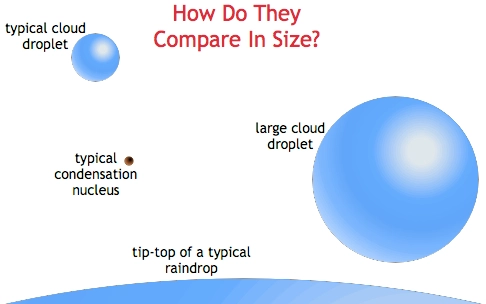 How Do They
Compare In Size?
typical cloud
droplet
large cloud
droplet
typical
condensation
nucleus
tip-top of a typical
raindrop